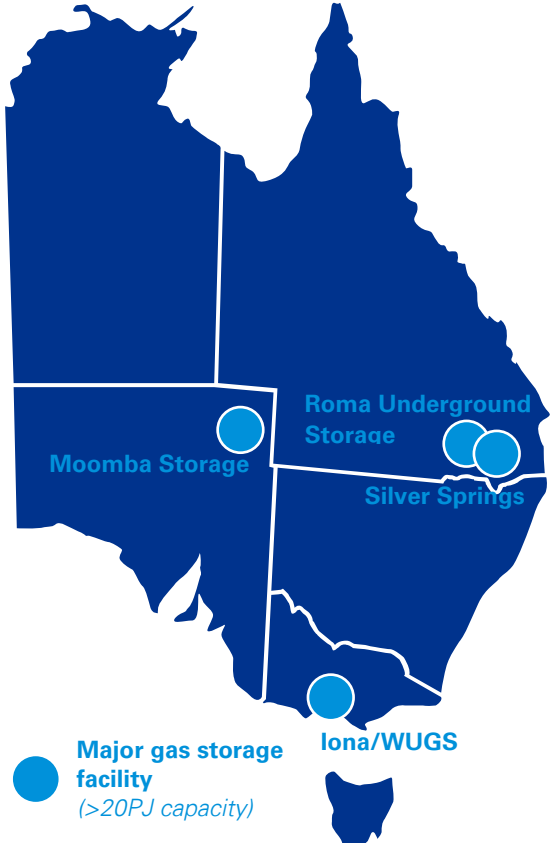 Roma Underground
Storage
Moomba Storage
Silver Springs
Iona/WUGS
Major gas storage
facility
(>20PJ capacity)